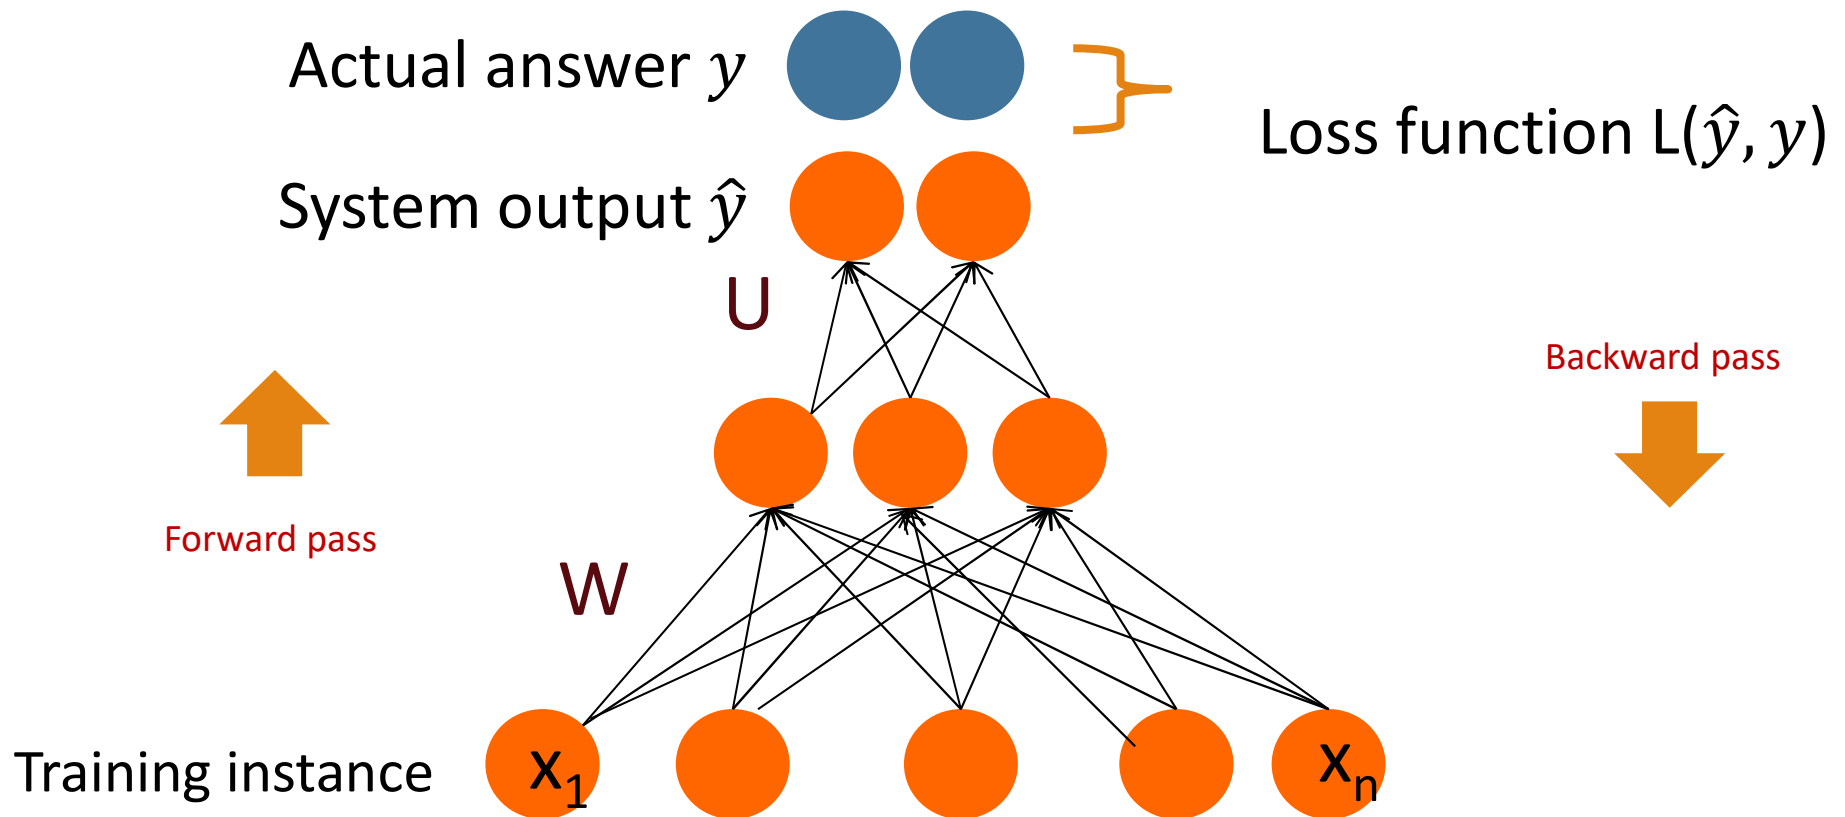 Actual answer y
Loss function L(ŷ, y)
System output ŷ
U
Backward pass
Forward pass
W
Training instance
x₁
xₙ